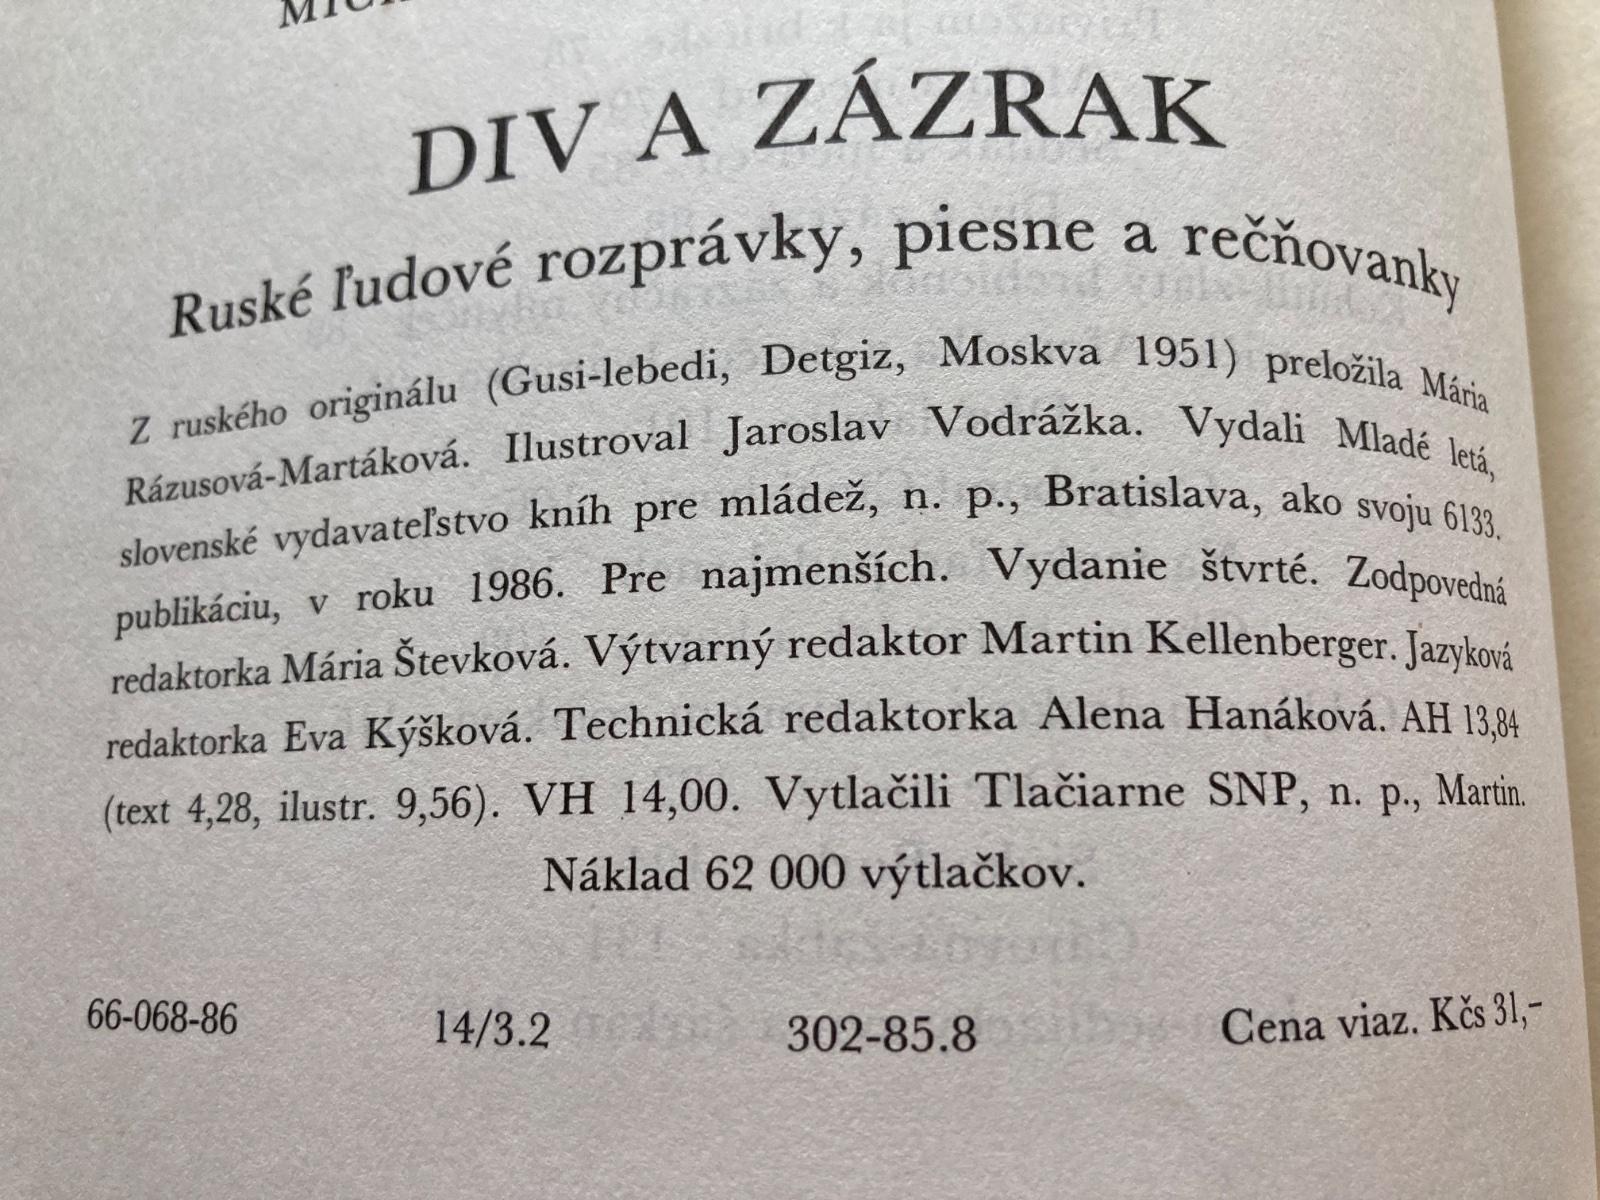 DIV A ZÁZRAK
Ruské ľudové rozprávky, piesne a rečňovanky
Z ruského originálu (Gusi-lebedi, Detgiz, Moskva 1951) preložila Mária
Rázusová-Martáková. Ilustroval Jaroslav Vodrážka. Vydali Mladé letá,
slovenské vydavateľstvo kníh pre mládež, n. p., Bratislava, ako svoju 6133.
publikáciu, v roku 1986. Pre najmenších. Vydanie štvrté. Zodpovedná
redaktorka Mária Števková. Výtvarný redaktor Martin Kellenberger. Jazyková
redaktorka Eva Kýšková. Technická redaktorka Alena Hanáková. AH 13,84
(text 4,28, ilustr. 9,56). VH 14,00. Vytlačili Tlačiarne SNP, n. p., Martin.
Náklad 62 000 výtlačkov.
66-068-86 14/3.2 302-85.8 Cena viaz. Kčs 31,-